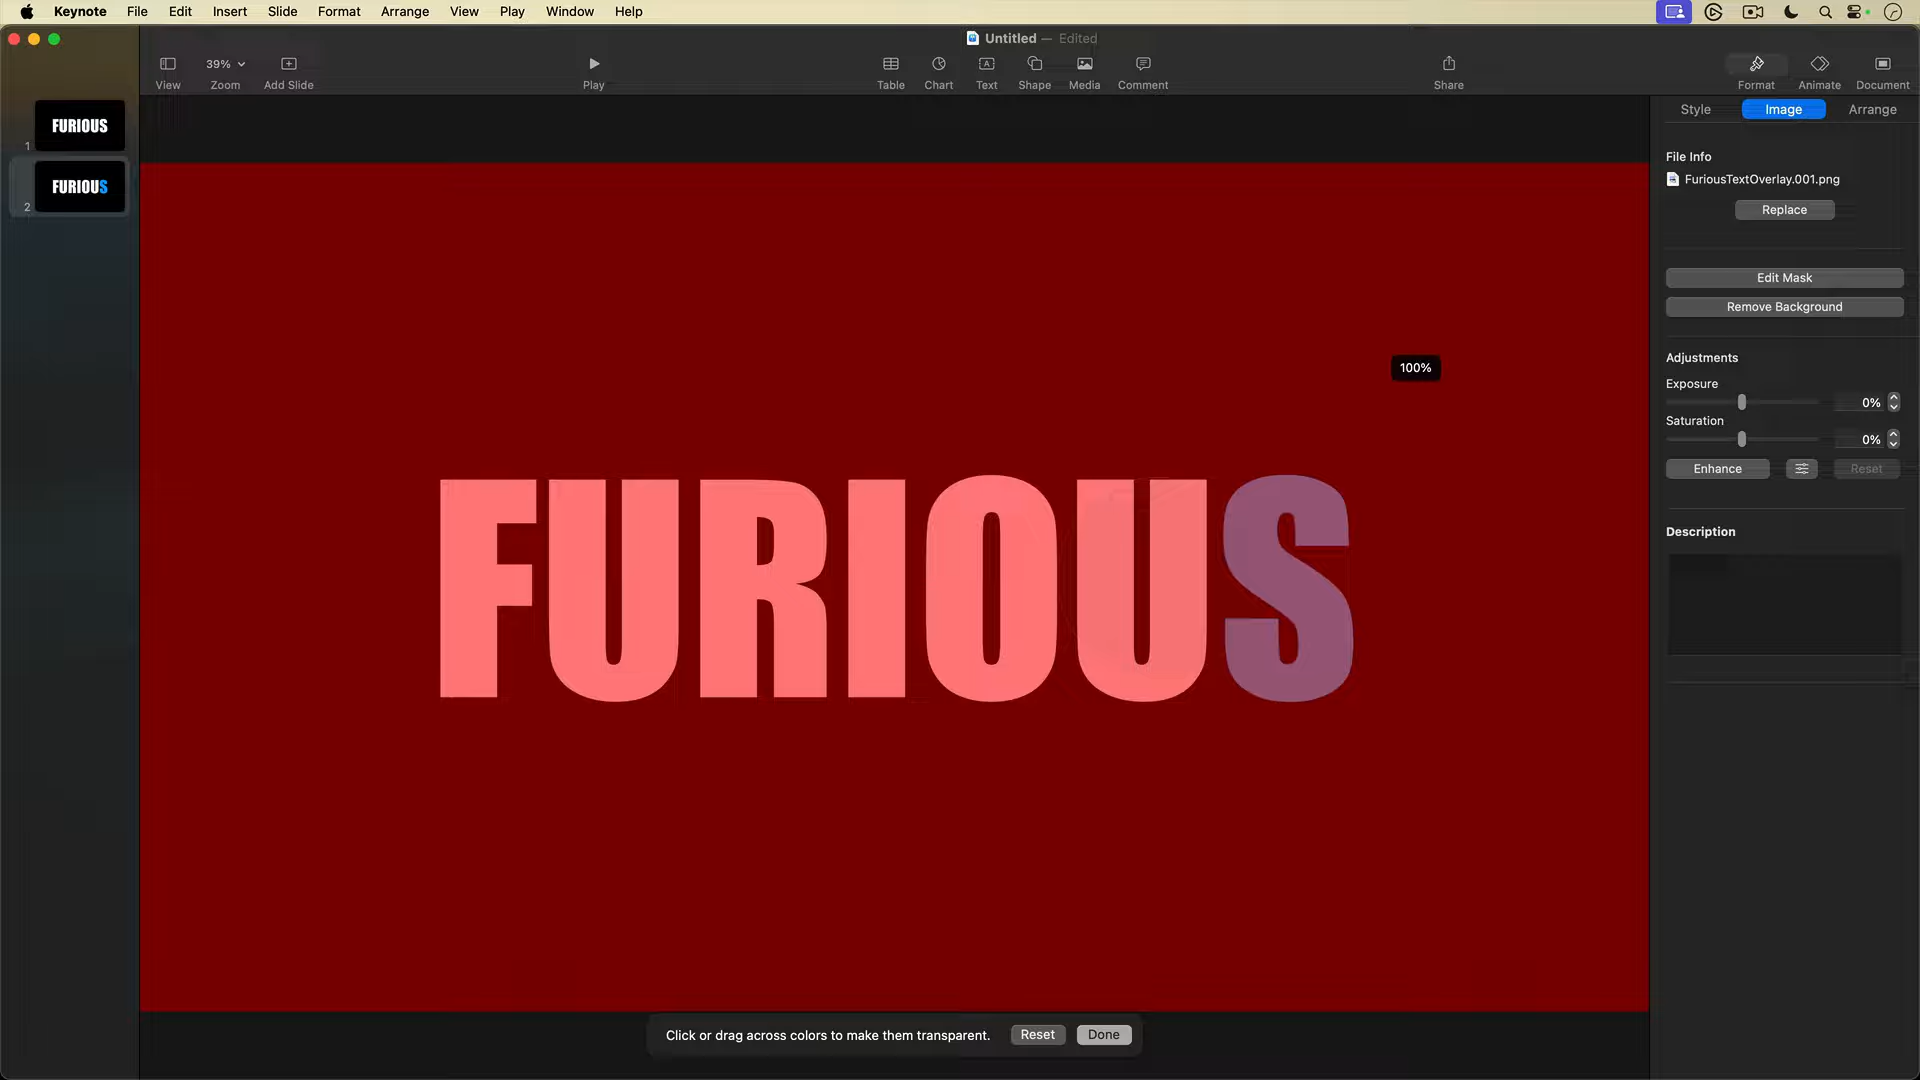 Keynote File Edit Insert Slide Format Arrange View Play Window Help
Untitled — Edited
39%
View Zoom Add Slide Play Table Chart Text Shape Media Comment Share Format Animate Document
Style Image Arrange
FURIOUS
1
FURIOUS
2
File Info
FuriousTextOverlay.001.png
Replace
Edit Mask
Remove Background
Adjustments
Exposure
0%
Saturation
0%
Enhance Reset
Description
100%
FURIOUS
Click or drag across colors to make them transparent. Reset Done